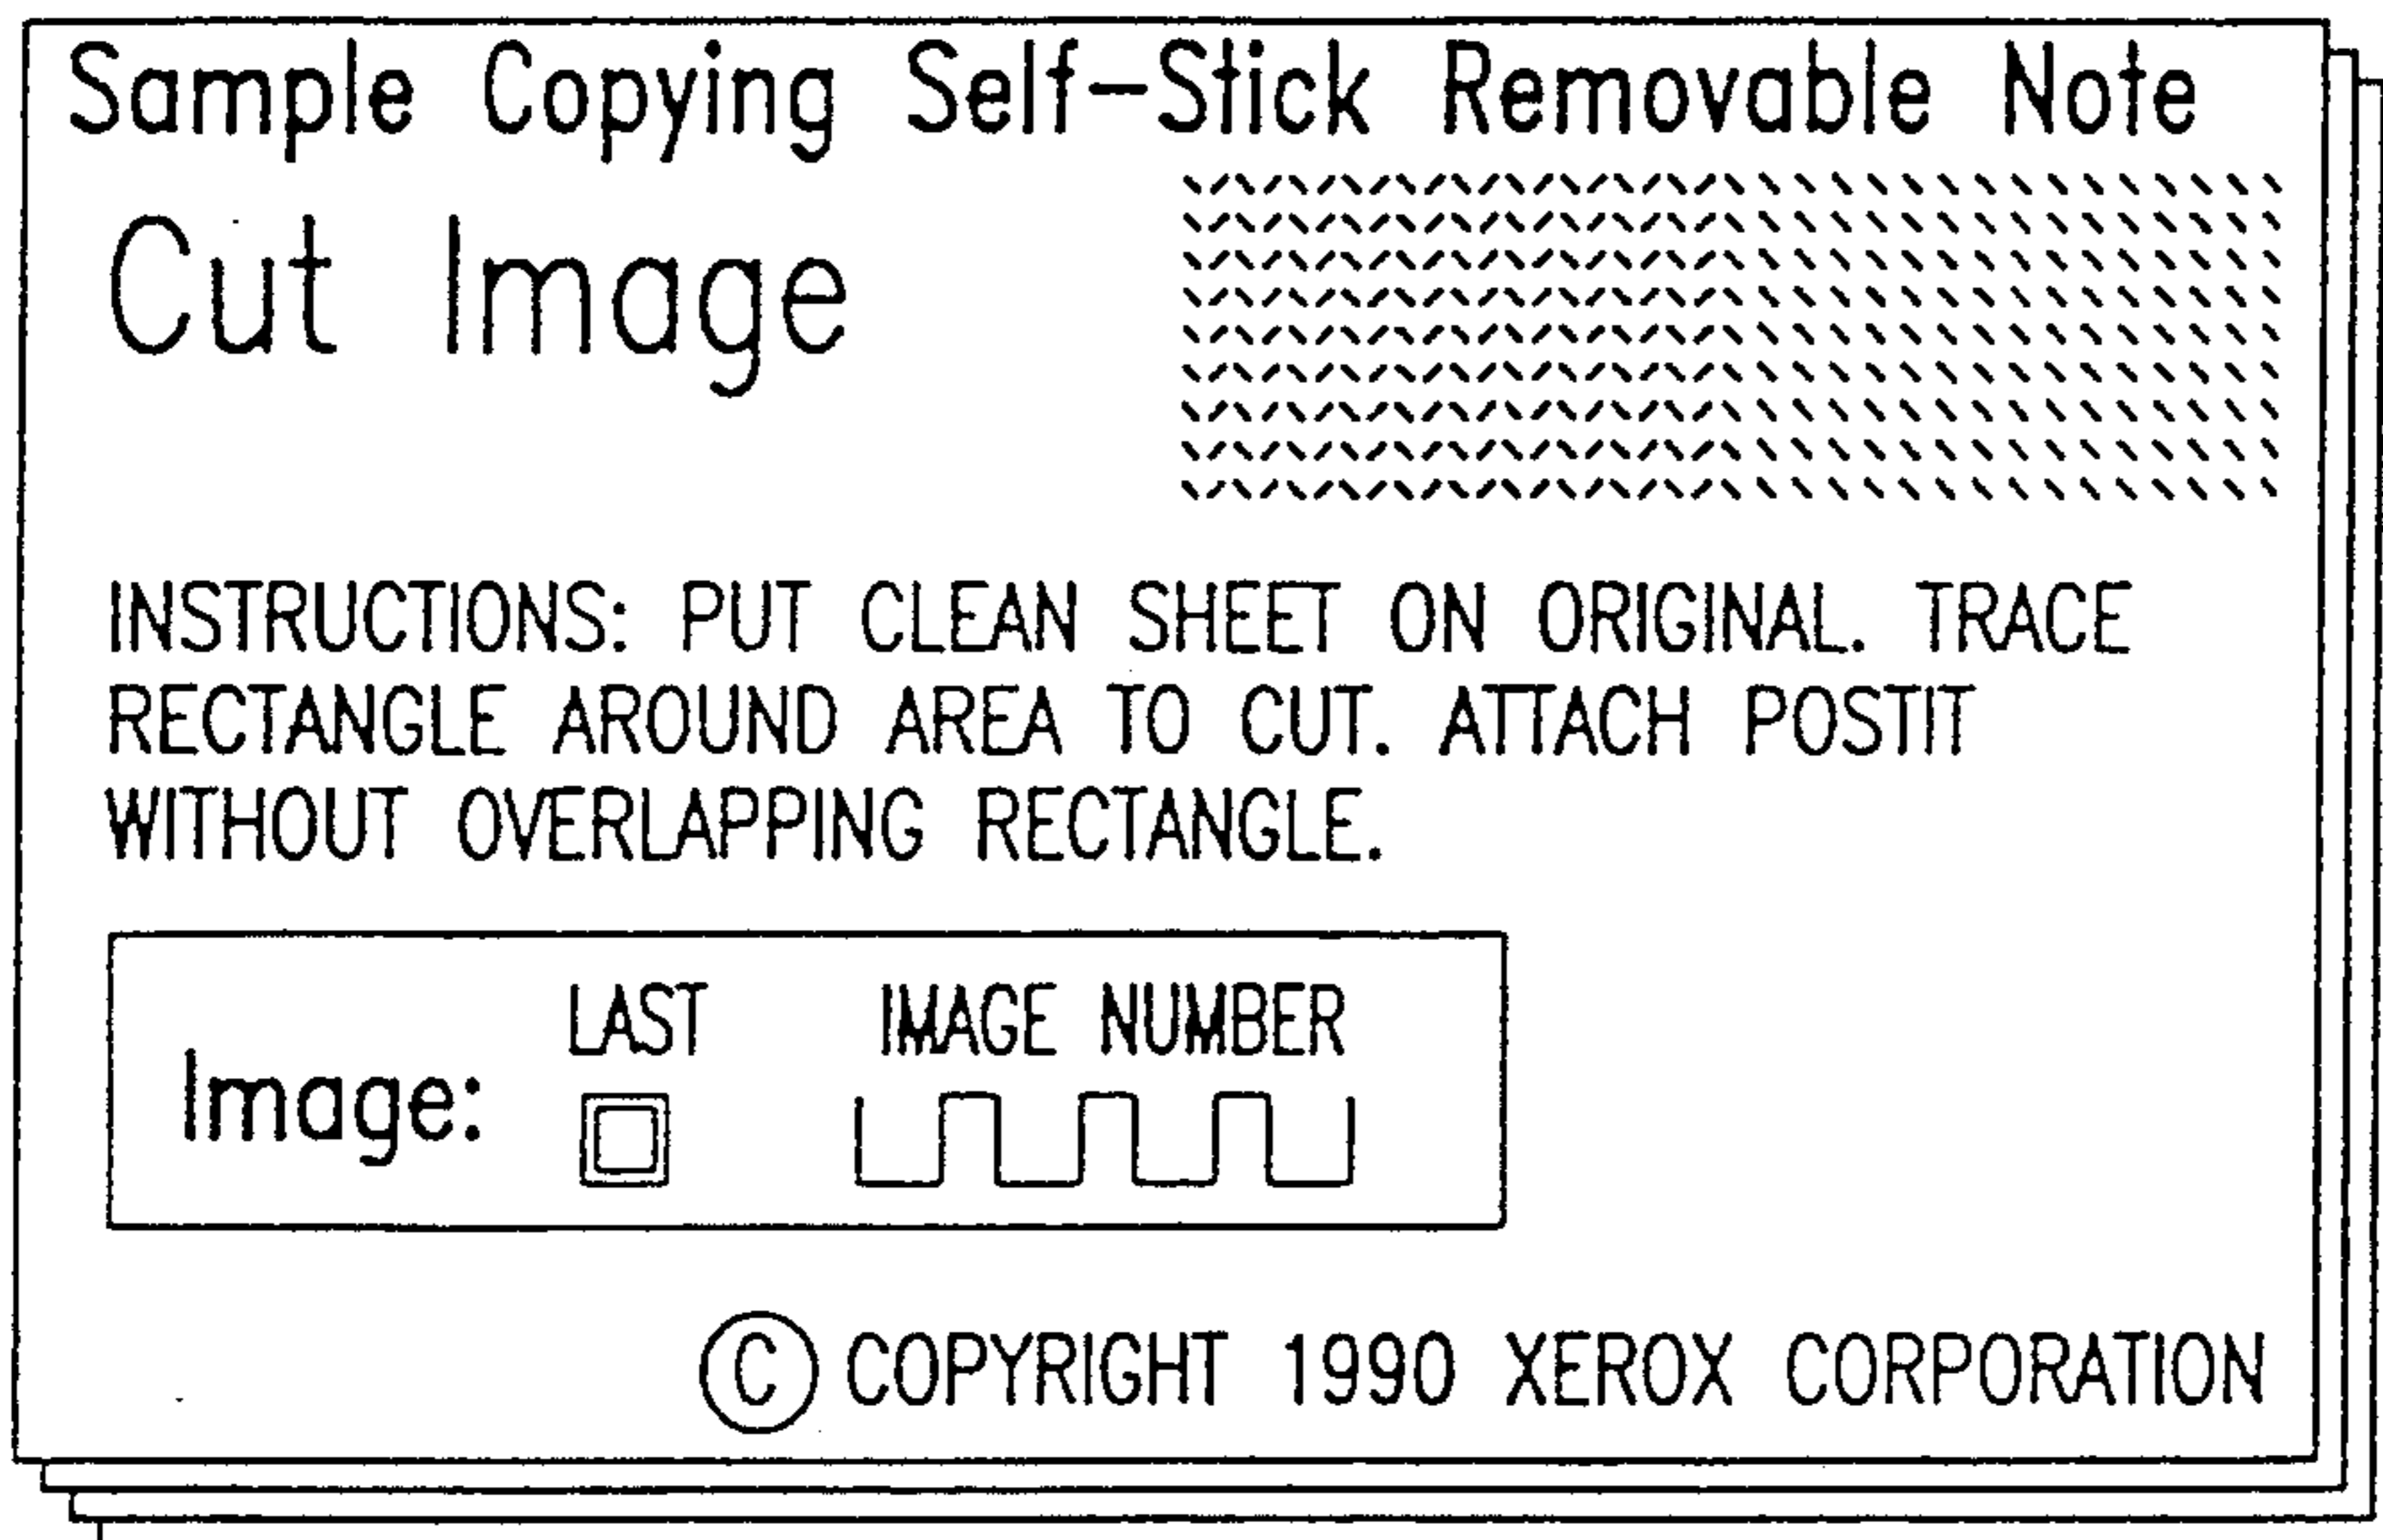 Sample Copying Self-Stick Removable Note
Cut Image
INSTRUCTIONS: PUT CLEAN SHEET ON ORIGINAL. TRACE
RECTANGLE AROUND AREA TO CUT. ATTACH POSTIT
WITHOUT OVERLAPPING RECTANGLE.
LAST IMAGE NUMBER
Image:
© COPYRIGHT 1990 XEROX CORPORATION